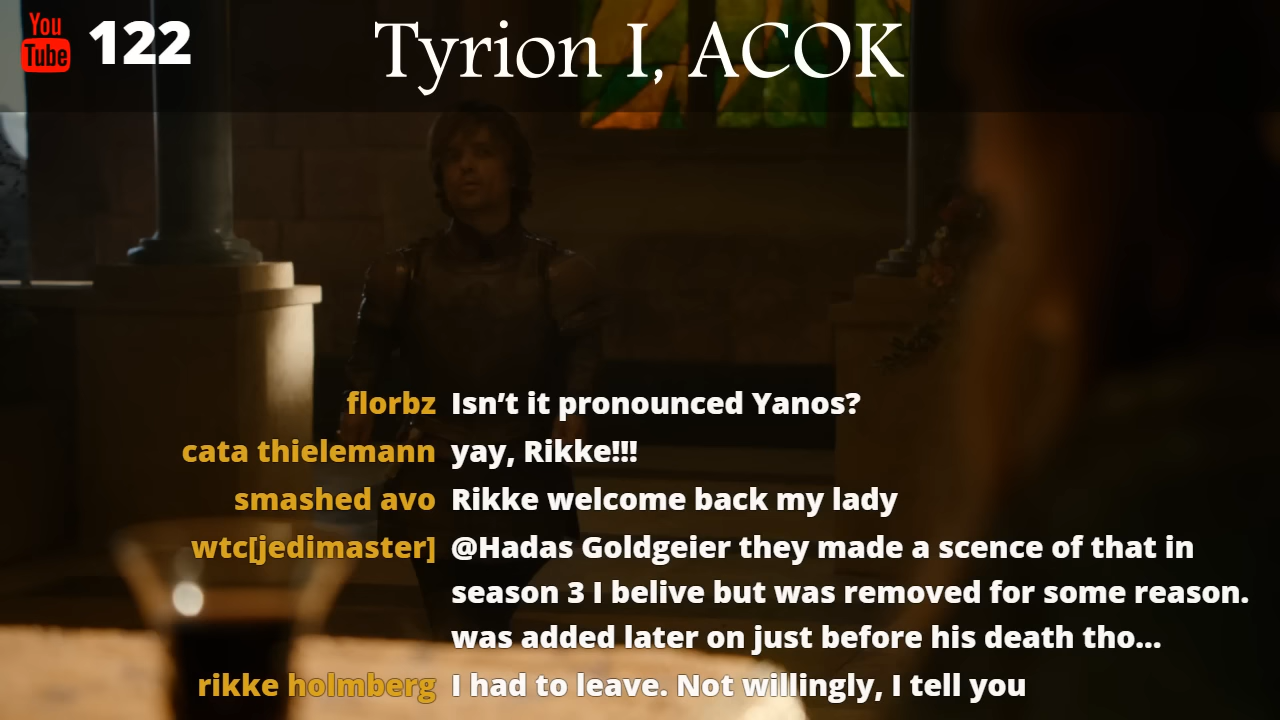 You
Tube
122
Tyrion I, ACOK
florbz Isn’t it pronounced Yanos?
cata thielemann yay, Rikke!!!
smashed avo Rikke welcome back my lady
wtc[jedimaster] @Hadas Goldgeier they made a scence of that in
season 3 I belive but was removed for some reason.
was added later on just before his death tho...
rikke holmberg I had to leave. Not willingly, I tell you